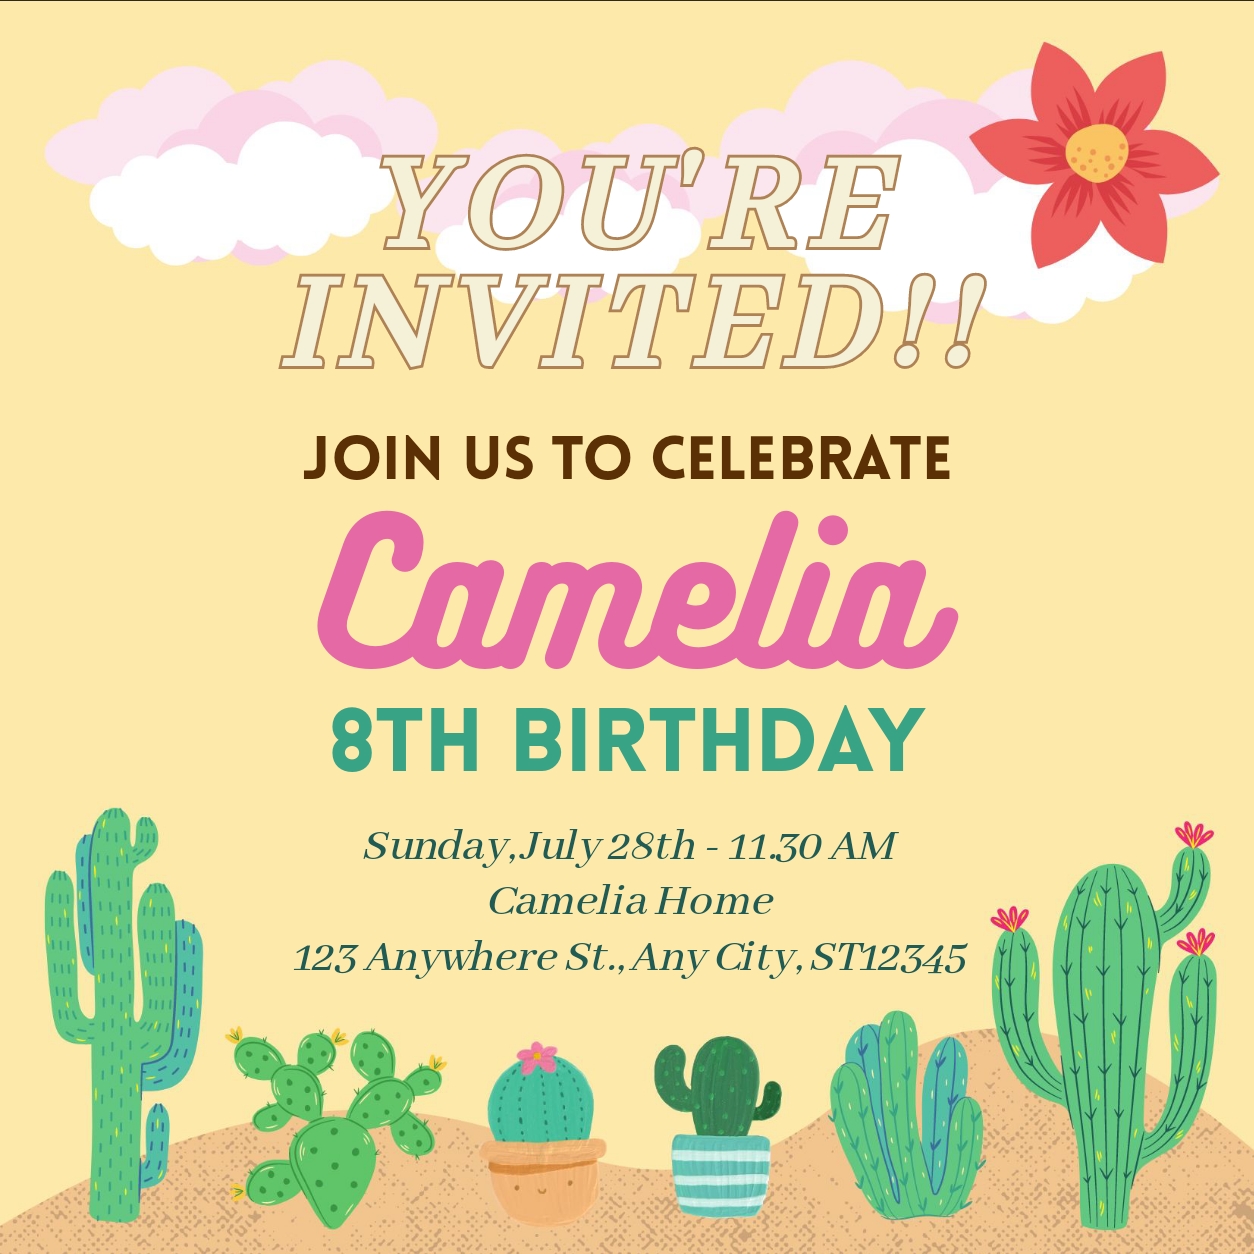 YOU'RE
INVITED!!
JOIN US TO CELEBRATE
Camelia
8TH BIRTHDAY
Sunday, July 28th - 11.30 AM
Camelia Home
123 Anywhere St., Any City, ST12345